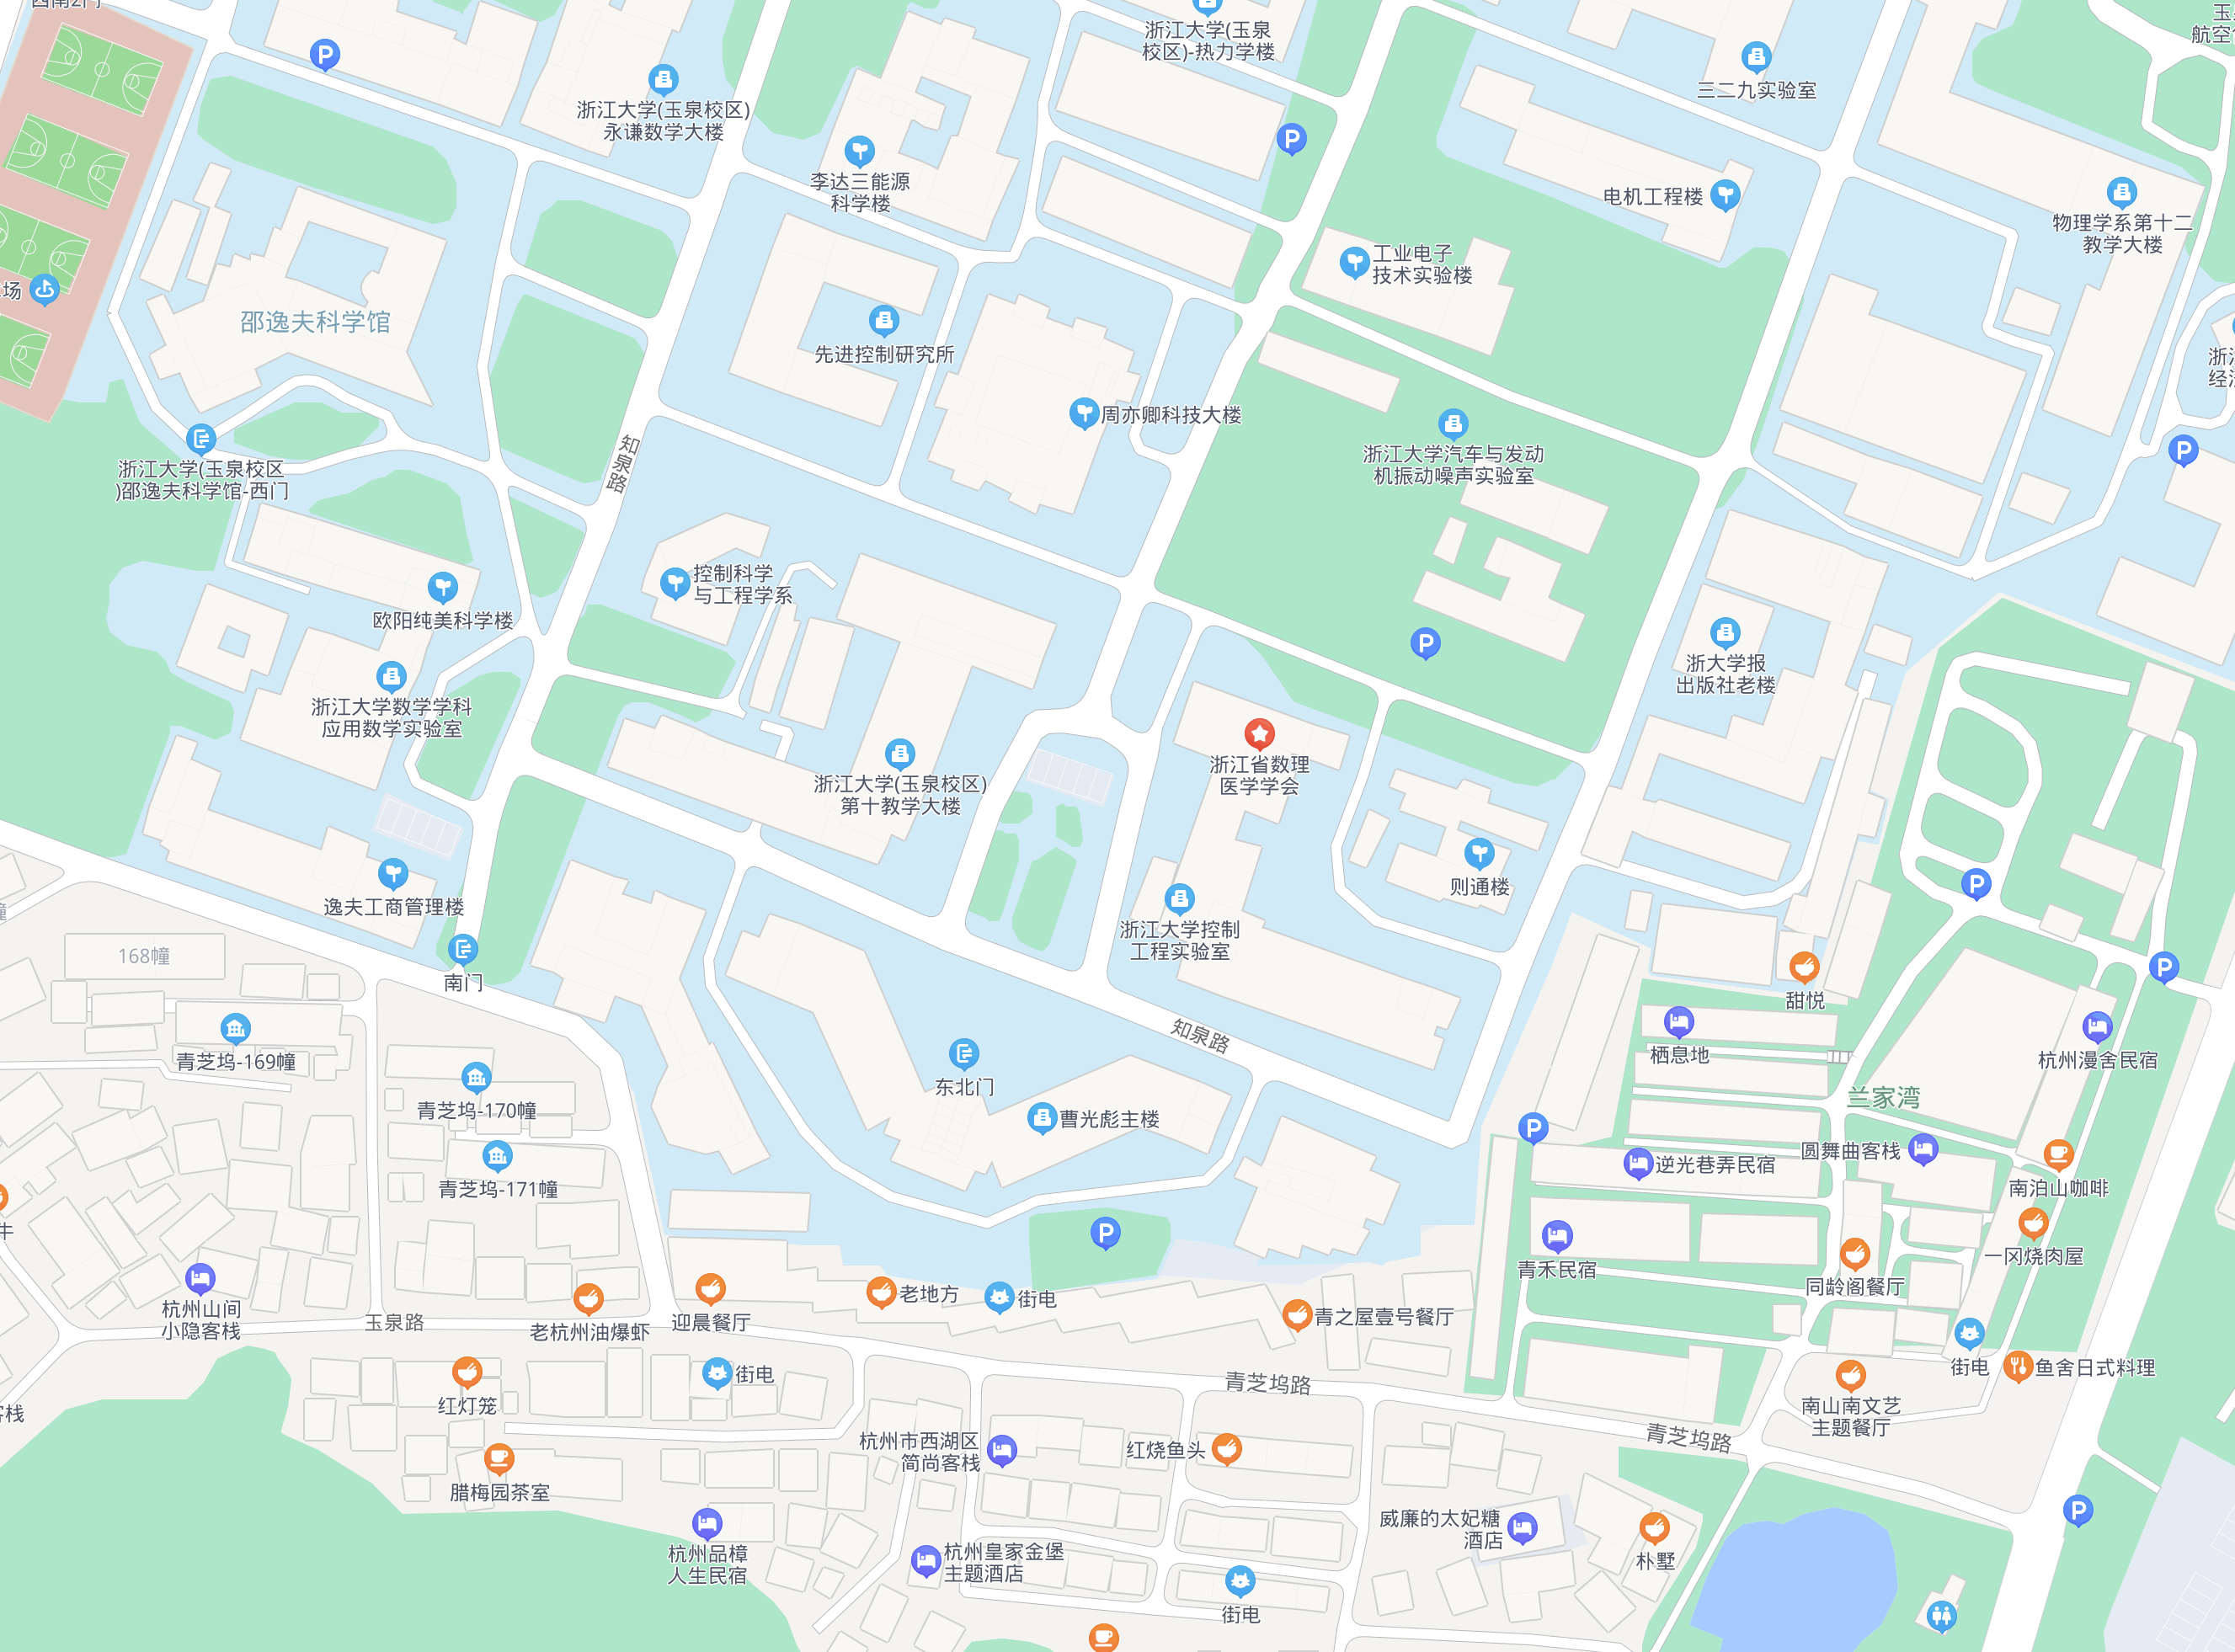 西南2门
浙江大学(玉泉
校区)-热力学楼
P
浙江大学(玉泉校区)
永谦数学大楼
三二九实验室
P
李达三能源
科学楼
电机工程楼
物理学系第十二
教学大楼
工业电子
技术实验楼
场
邵逸夫科学馆
先进控制研究所
周亦卿科技大楼
浙江大学汽车与发动
机振动噪声实验室
P
知泉路
浙江大学(玉泉校区
)邵逸夫科学馆-西门
控制科学
与工程学系
欧阳纯美科学楼
P
浙大学报
出版社老楼
浙江大学数学学科
应用数学实验室
浙江省数理
医学学会
浙江大学(玉泉校区)
第十教学大楼
则通楼
P
逸夫工商管理楼
浙江大学控制
工程实验室
168幢
南门
甜悦
P
知泉路
青芝坞-169幢
栖息地
杭州漫舍民宿
东北门
兰家湾
青芝坞-170幢
曹光彪主楼
P
圆舞曲客栈
逆光巷弄民宿
青芝坞-171幢
南泊山咖啡
牛
P
一冈烧肉屋
青禾民宿
同龄阁餐厅
杭州山间
小隐客栈
老地方
街电
玉泉路
老杭州油爆虾
迎晨餐厅
青之屋壹号餐厅
街电
鱼舍日式料理
街电
青芝坞路
红灯笼
南山南文艺
主题餐厅
客栈
青芝坞路
杭州市西湖区
简尚客栈
红烧鱼头
腊梅园茶室
P
威廉的太妃糖
酒店
杭州品樟
人生民宿
杭州皇家金堡
主题酒店
朴墅
街电